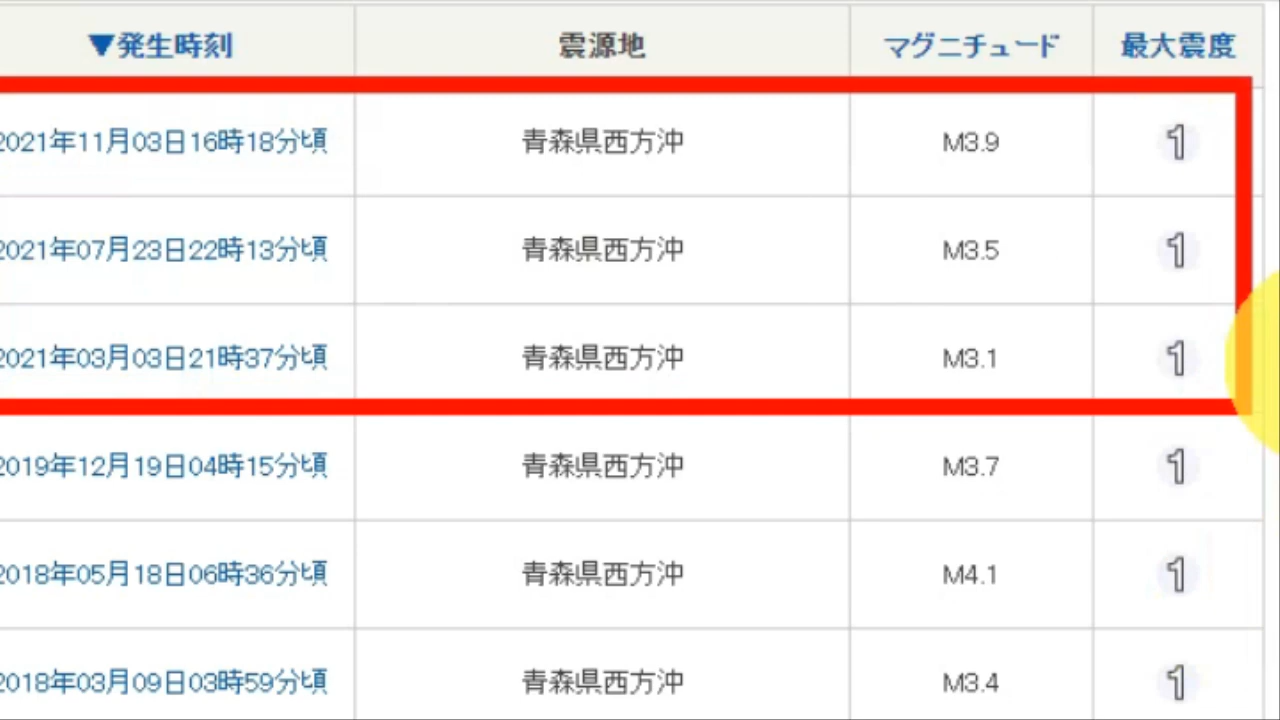 ▼発生時刻 震源地 マグニチュード 最大震度
2021年11月03日16時18分頃 青森県西方沖 M3.9 1
2021年07月23日22時13分頃 青森県西方沖 M3.5 1
2021年03月03日21時37分頃 青森県西方沖 M3.1 1
2019年12月19日04時15分頃 青森県西方沖 M3.7 1
2018年05月18日06時36分頃 青森県西方沖 M4.1 1
2018年03月09日03時59分頃 青森県西方沖 M3.4 1